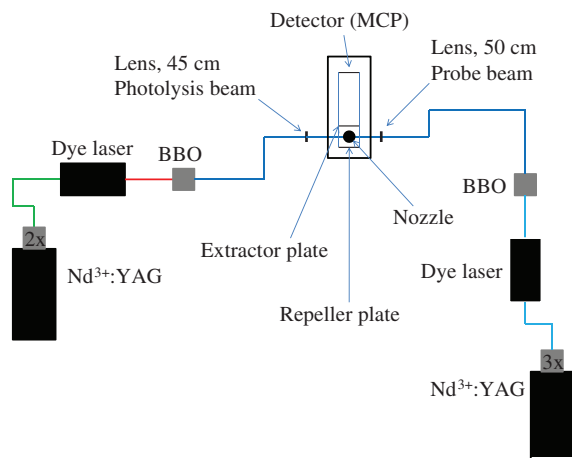 Detector (MCP)
Lens, 45 cm
Photolysis beam
Lens, 50 cm
Probe beam
Dye laser
BBO
BBO
Nozzle
2x
Extractor plate
Nd³⁺:YAG
Dye laser
Repeller plate
3x
Nd³⁺:YAG